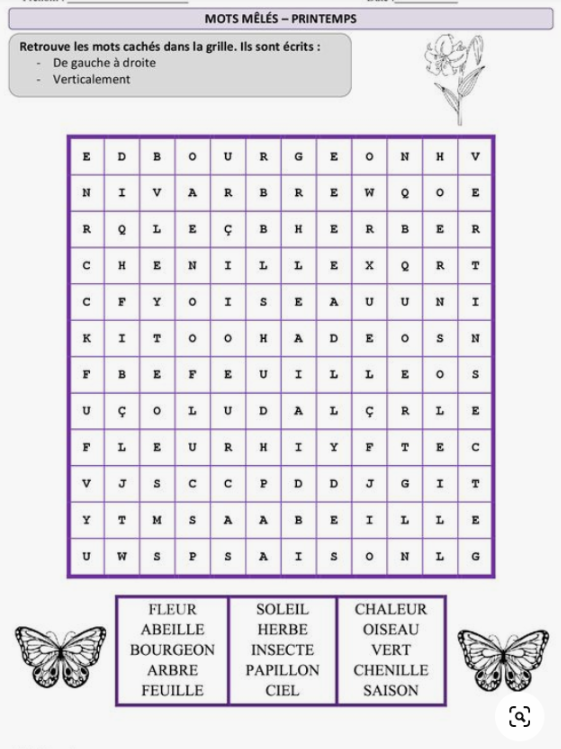 MOTS MÊLÉS – PRINTEMPS
Retrouve les mots cachés dans la grille. Ils sont écrits :
- De gauche à droite
- Verticalement
E D B O U R G E O N H V
N I V A R B R E W Q O E
R Q L E Ç B H E R B E R
C H E N I L L E X Q R T
C F Y O I S E A U U N I
K I T O O H A D E O S N
F B E F E U I L L E O S
U Ç O L U D A L Ç R L E
F L E U R H I Y F T E C
V J S C C P D D J G I T
Y T M S A A B E I L L E
U W S P S A I S O N L G
FLEUR SOLEIL CHALEUR
ABEILLE HERBE OISEAU
BOURGEON INSECTE VERT
ARBRE PAPILLON CHENILLE
FEUILLE CIEL SAISON